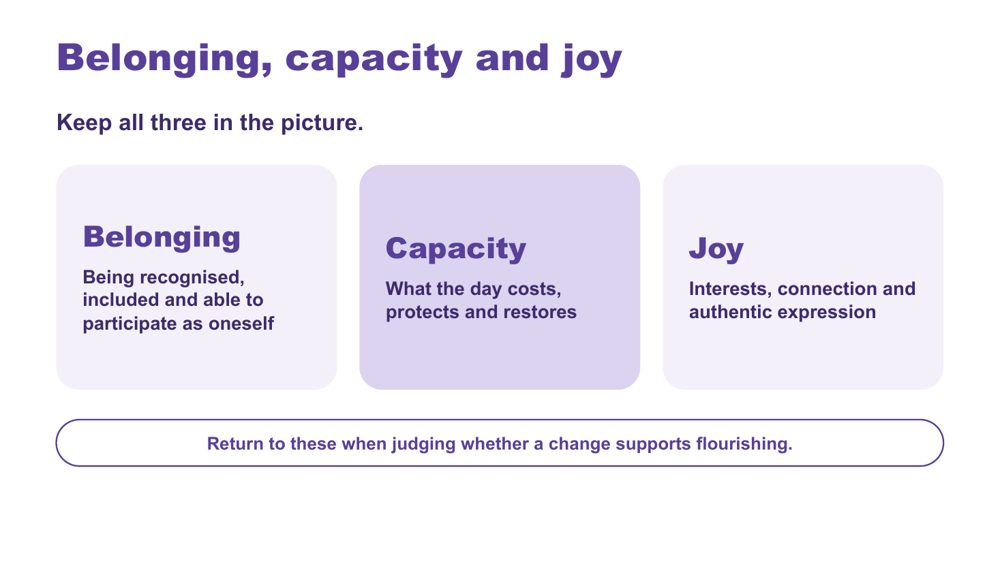 Belonging, capacity and joy
Keep all three in the picture.
Belonging
Being recognised,
included and able to
participate as oneself
Capacity
What the day costs,
protects and restores
Joy
Interests, connection and
authentic expression
Return to these when judging whether a change supports flourishing.